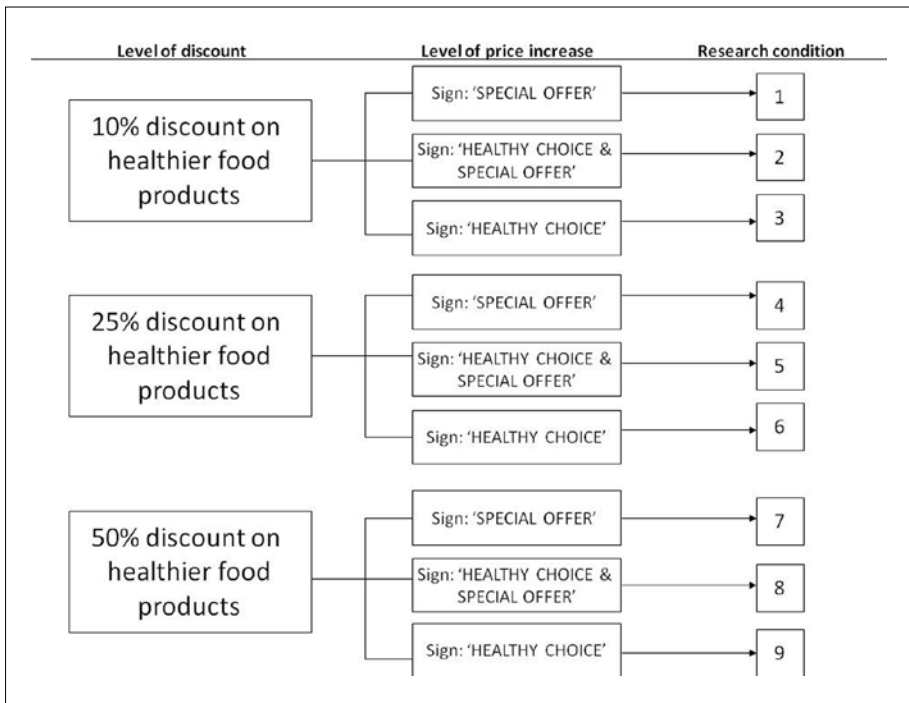 Level of discount
Level of price increase
Research condition
10% discount on
healthier food
products
Sign: ‘SPECIAL OFFER’
1
Sign: ‘HEALTHY CHOICE &
SPECIAL OFFER’
2
Sign: ‘HEALTHY CHOICE’
3
25% discount on
healthier food
products
Sign: ‘SPECIAL OFFER’
4
Sign: ‘HEALTHY CHOICE &
SPECIAL OFFER’
5
Sign: ‘HEALTHY CHOICE’
6
50% discount on
healthier food
products
Sign: ‘SPECIAL OFFER’
7
Sign: ‘HEALTHY CHOICE &
SPECIAL OFFER’
8
Sign: ‘HEALTHY CHOICE’
9